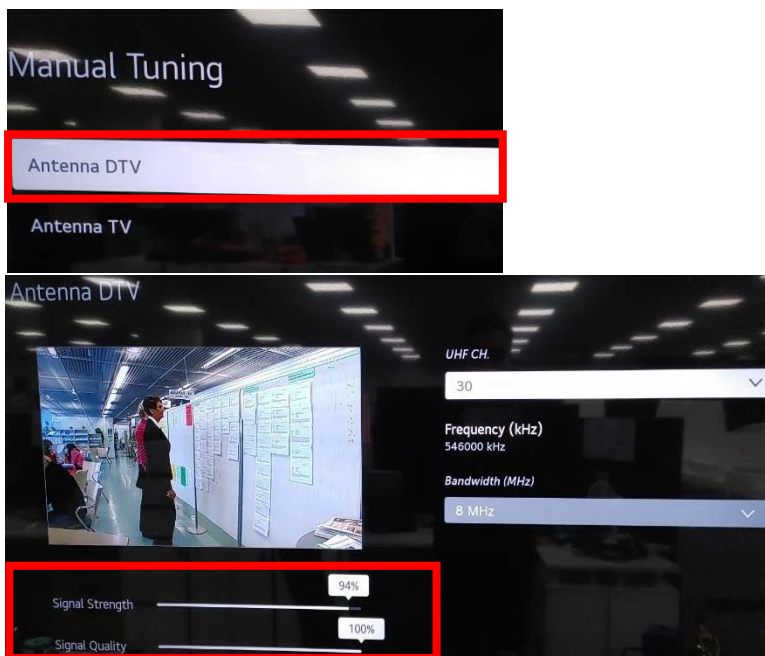 Manual Tuning
Antenna DTV
Antenna TV
Antenna DTV
UHF CH.
30
Frequency (kHz)
546000 kHz
Bandwidth (MHz)
8 MHz
94%
Signal Strength
100%
Signal Quality